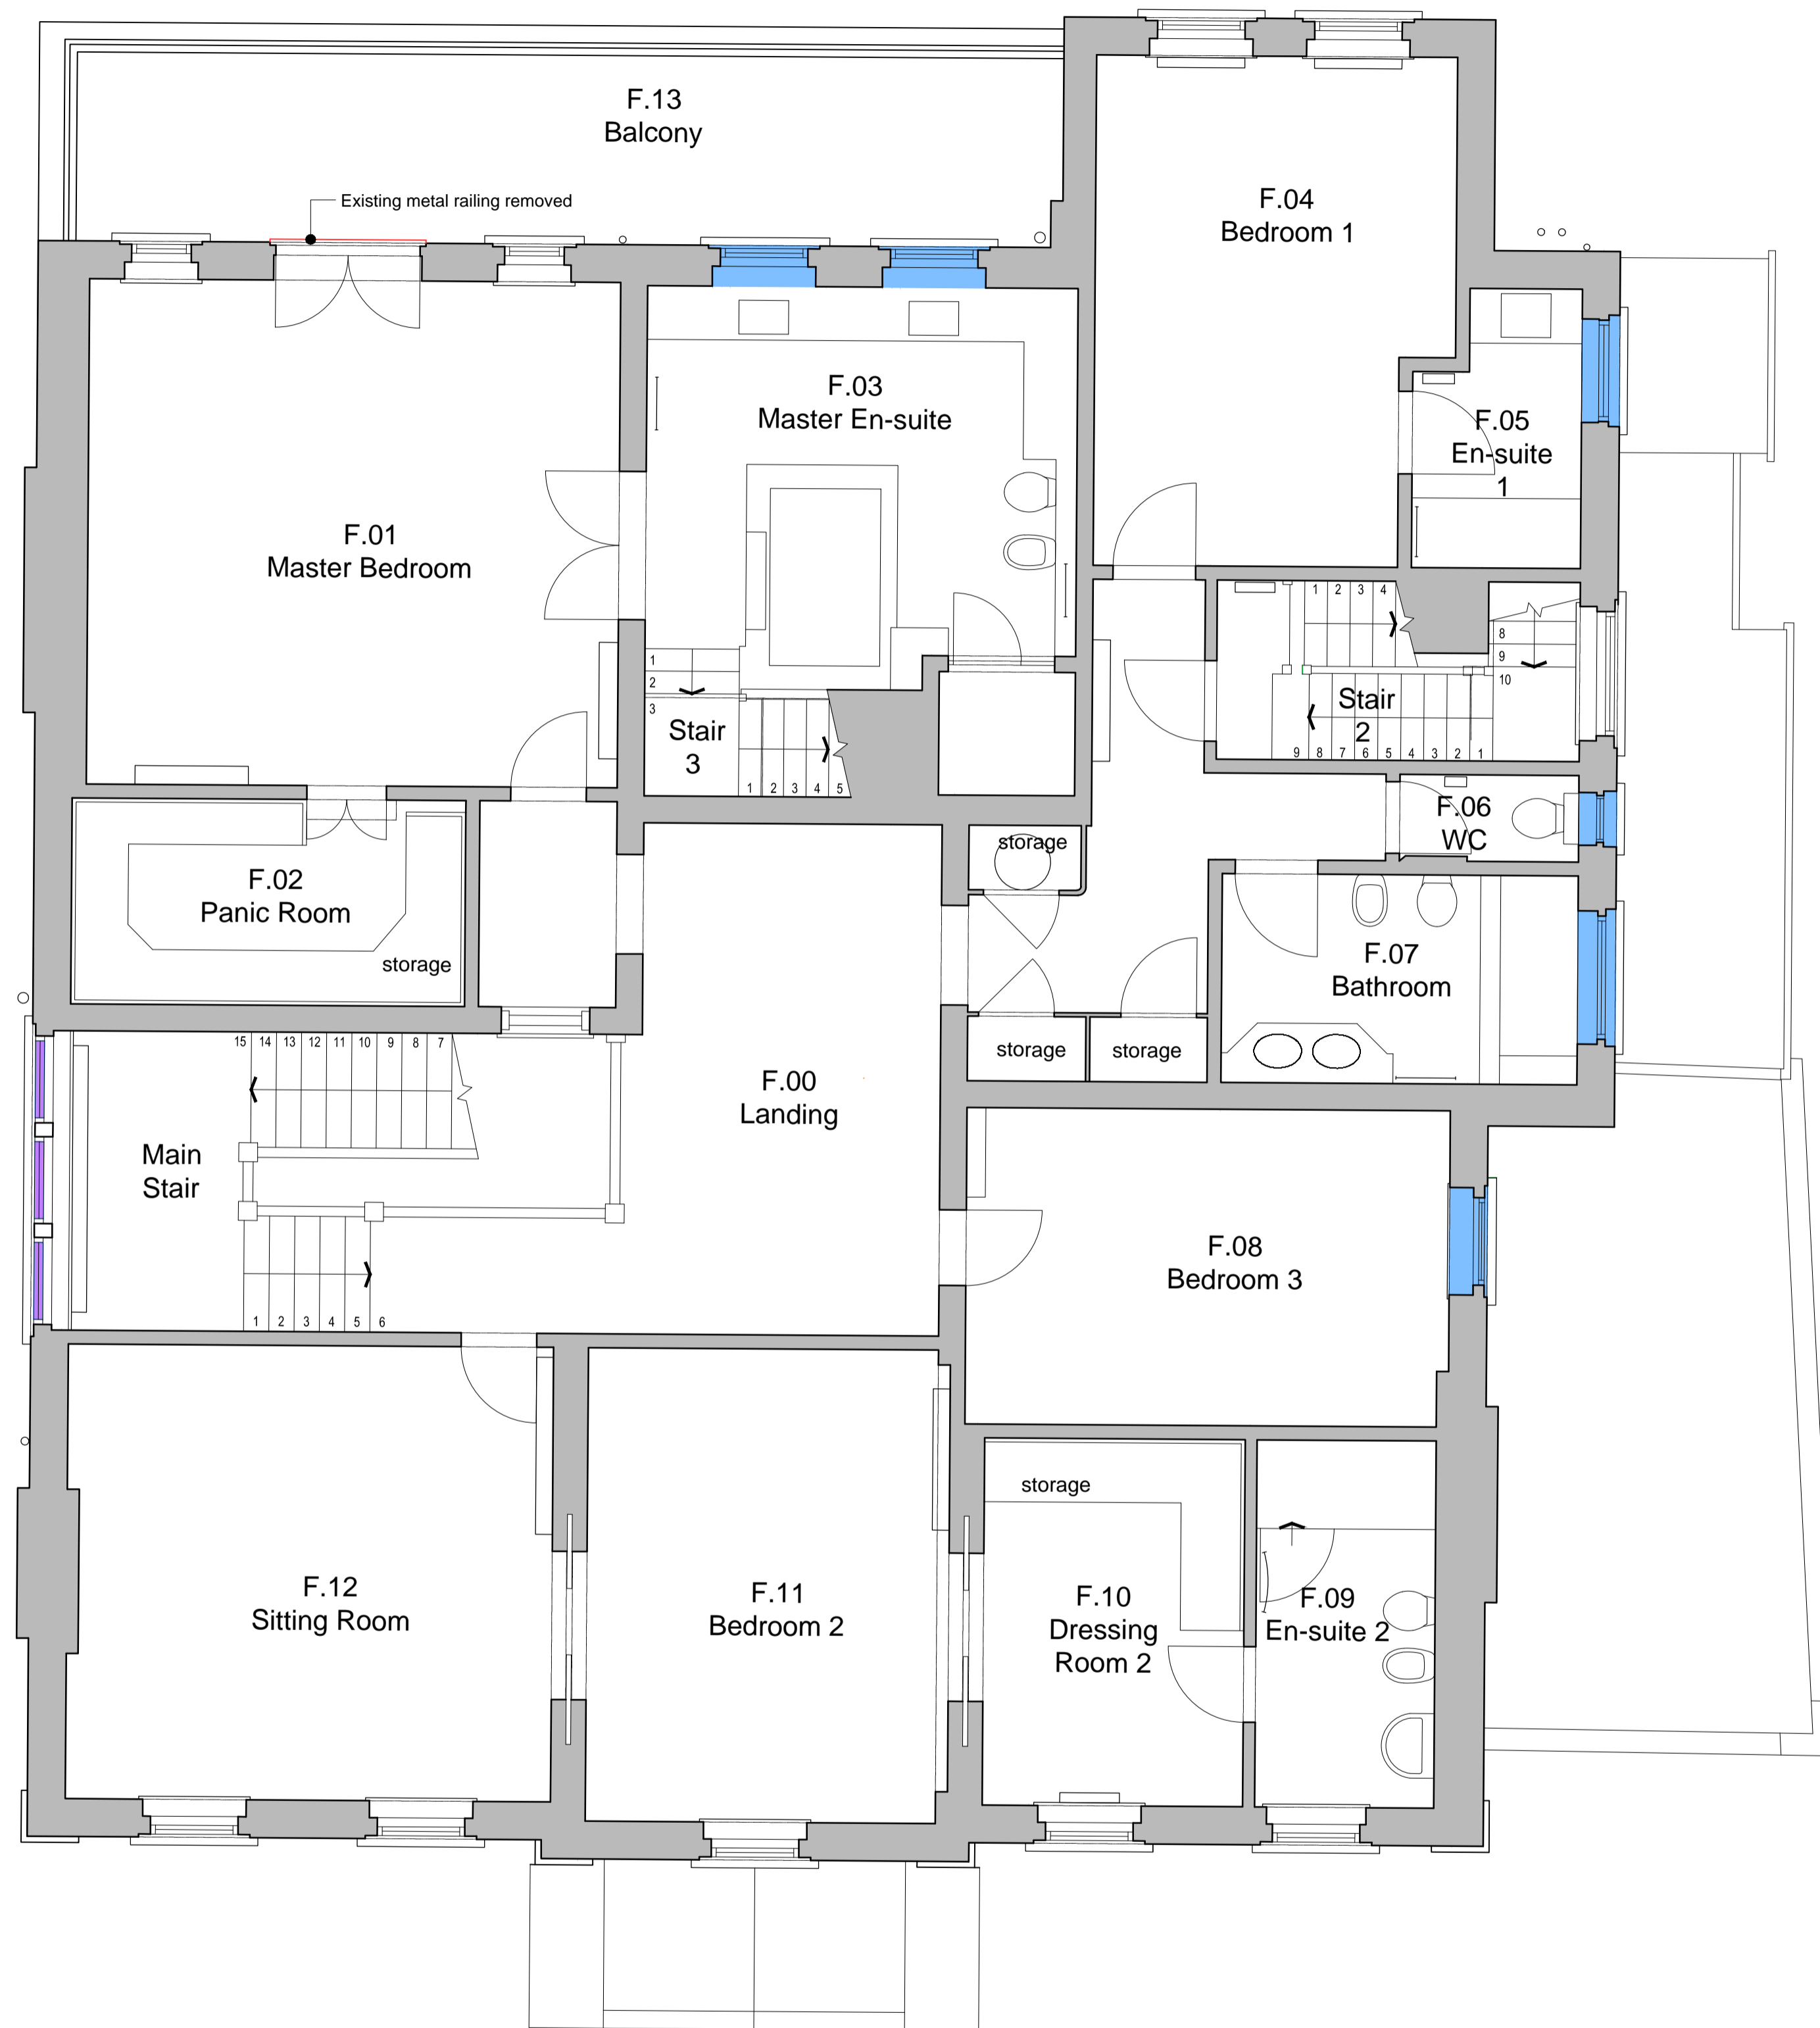 F.13
Balcony
Existing metal railing removed
F.04
Bedroom 1
F.03
Master En-suite
F.05
En-suite
1
F.01
Master Bedroom
1 2 3 4
8
9
10
Stair
2
9 8 7 6 5 4 3 2 1
1
2
3
Stair
3
1 2 3 4 5
F.06
WC
storage
F.02
Panic Room
storage
F.07
Bathroom
storage
storage
15 14 13 12 11 10 9 8 7
F.00
Landing
Main
Stair
F.08
Bedroom 3
1 2 3 4 5 6
storage
F.12
Sitting Room
F.11
Bedroom 2
F.10
Dressing
Room 2
F.09
En-suite 2